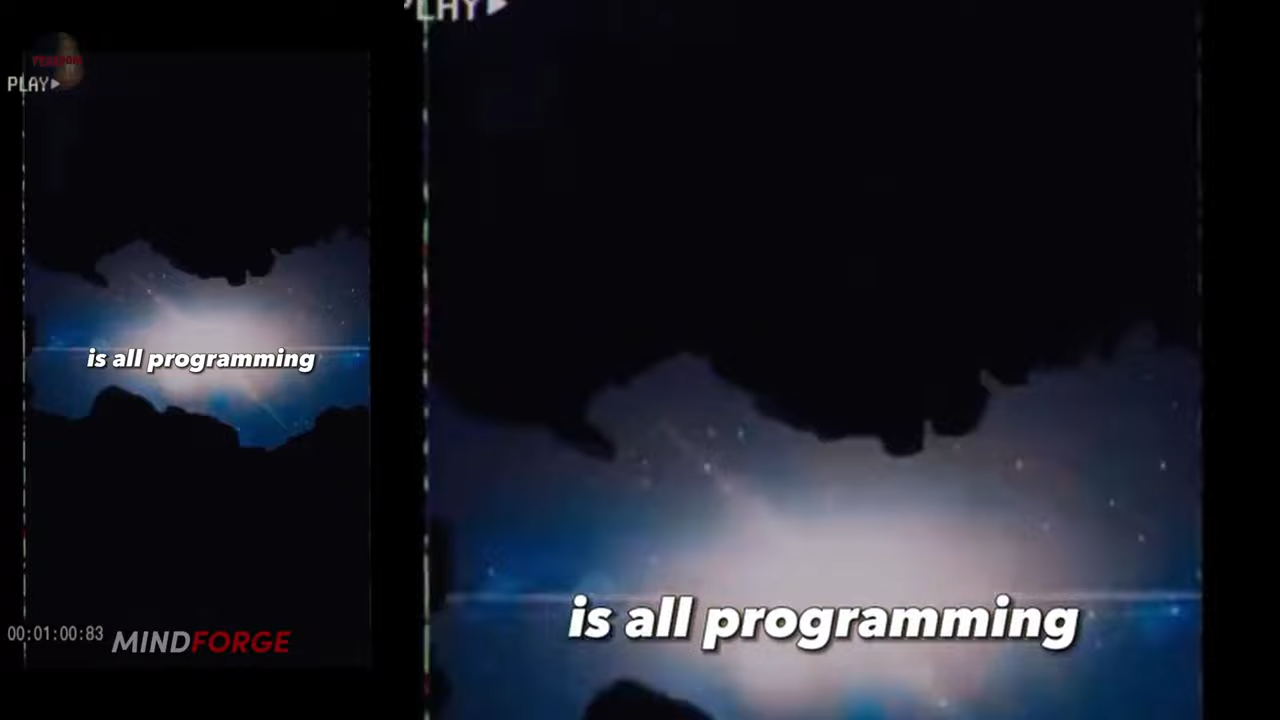 PLAY
is all programming
00:01:00:83
MINDFORGE
PLAY
is all programming